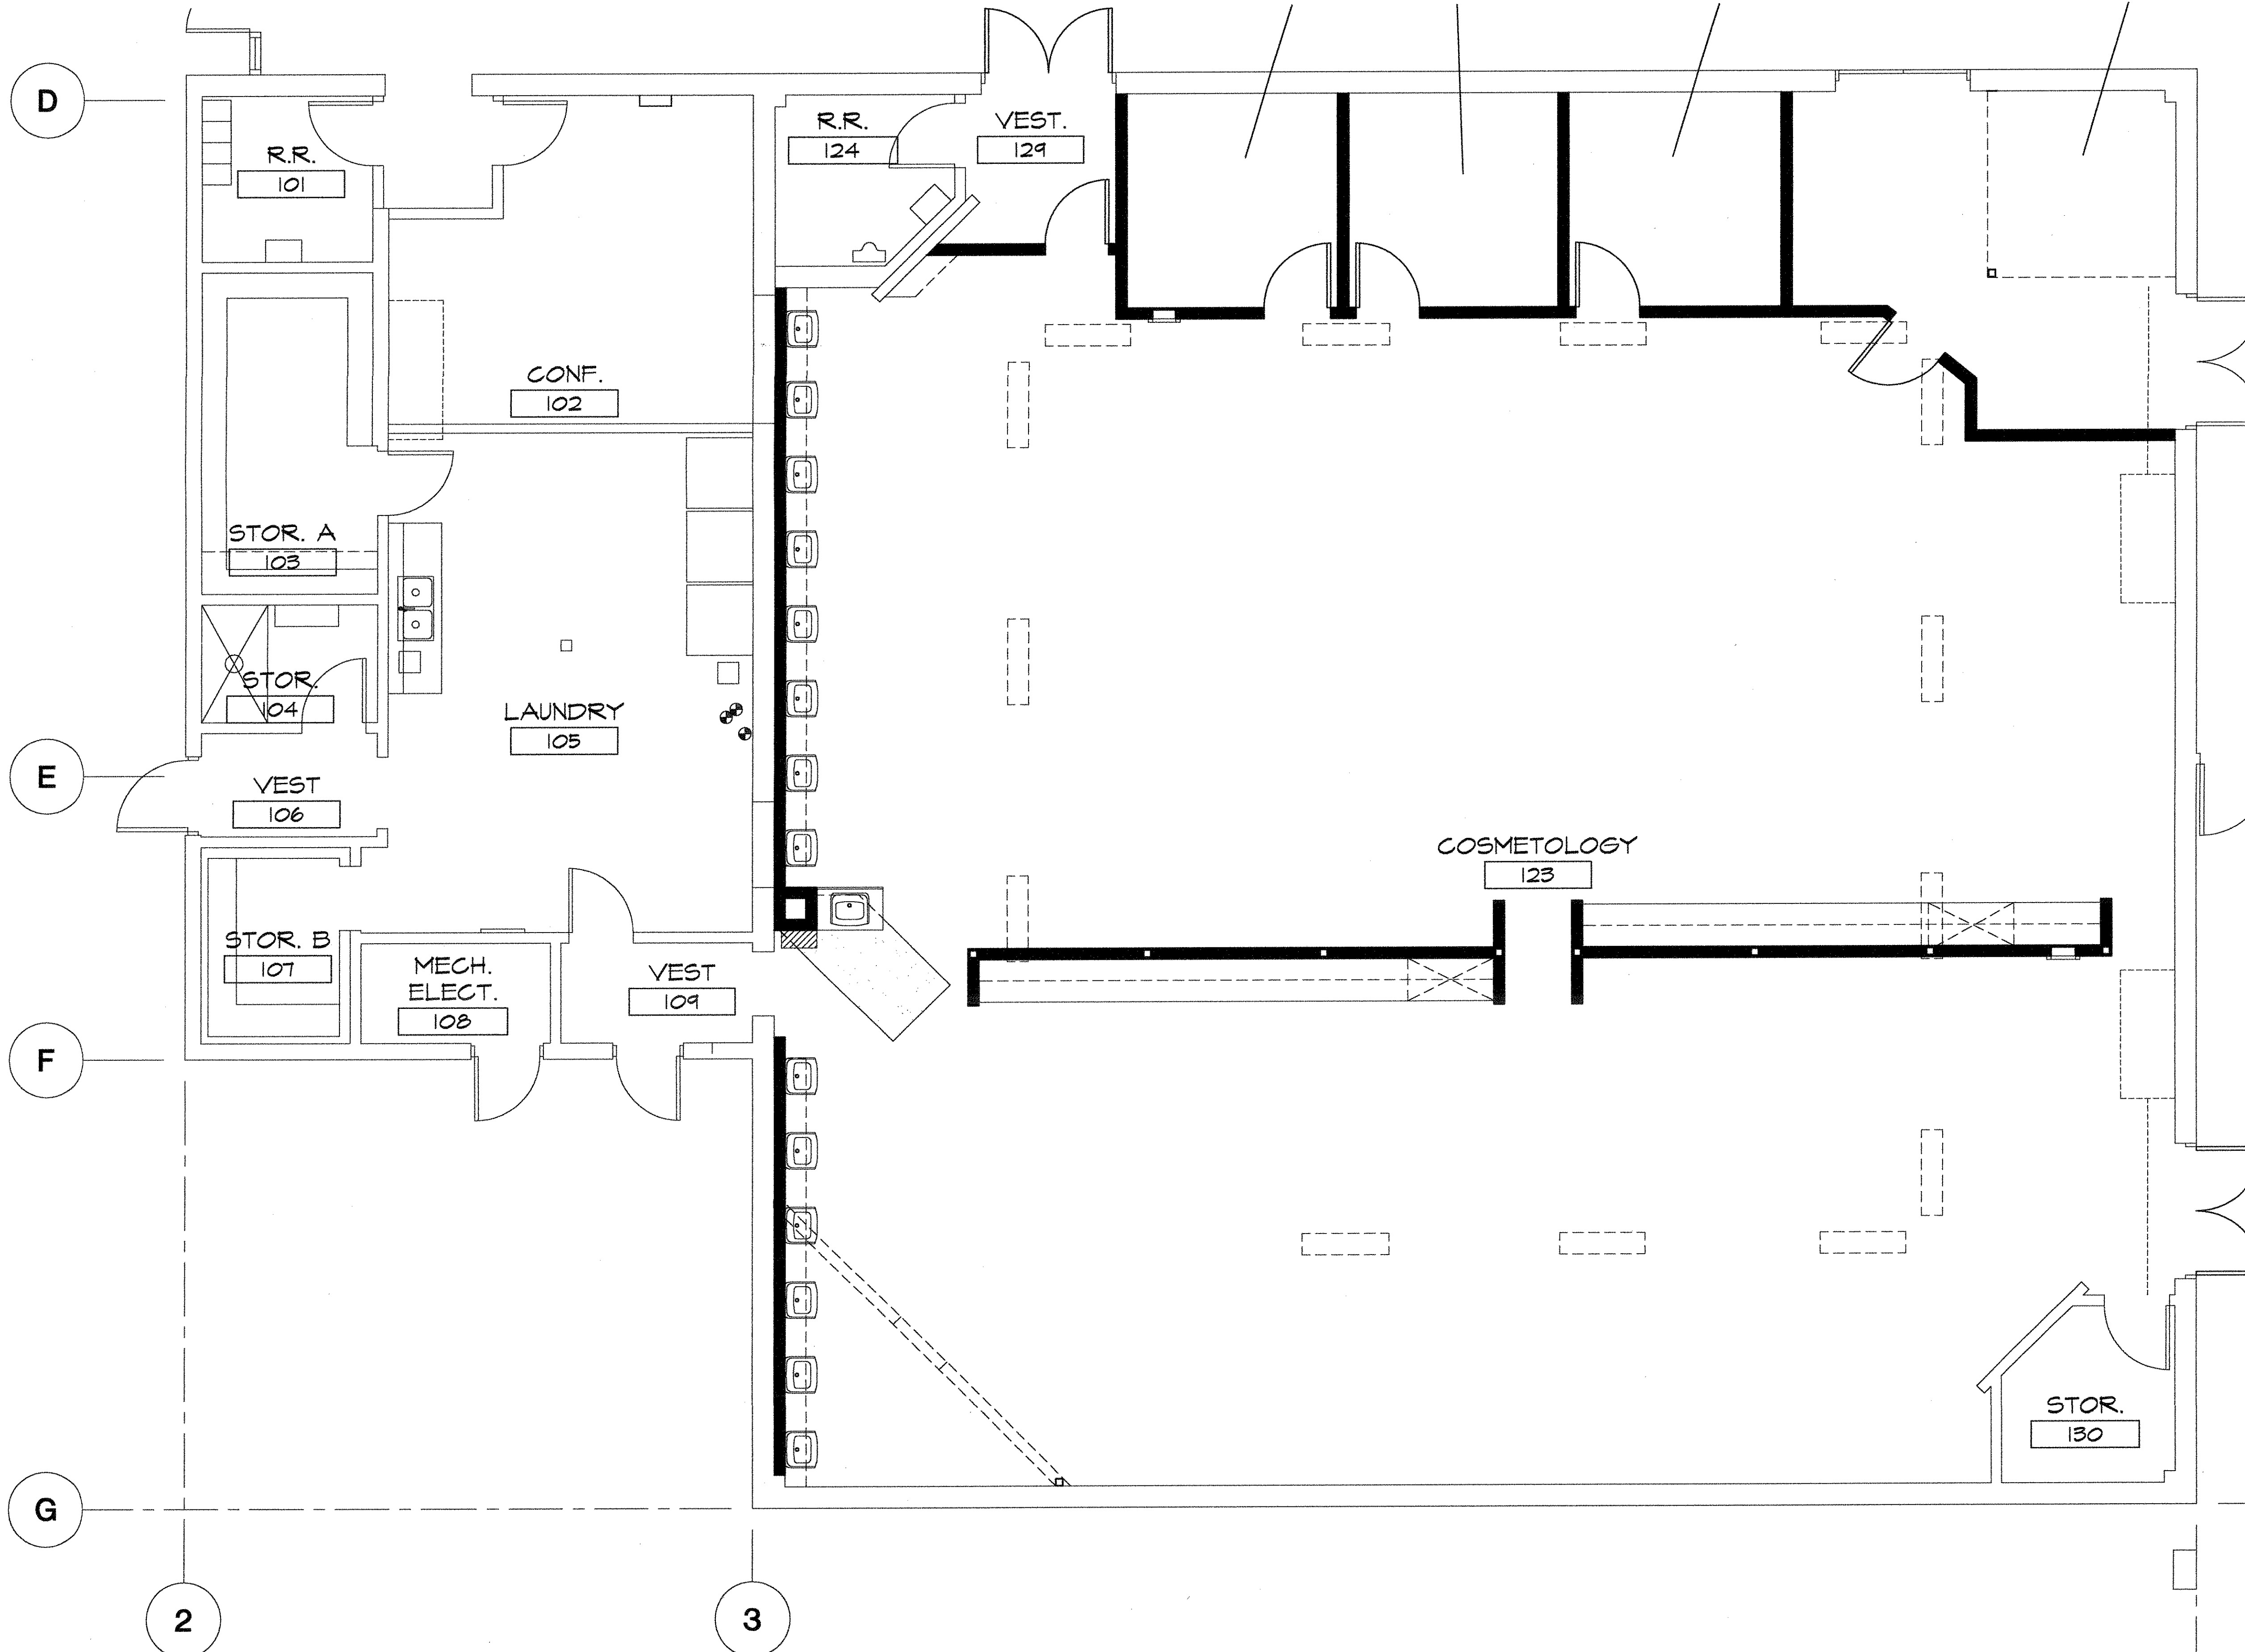 D
R.R.
101
R.R.
124
VEST.
129
CONF.
102
STOR. A
103
STOR.
104
LAUNDRY
105
E
VEST
106
COSMETOLOGY
123
STOR. B
107
MECH.
ELECT.
108
VEST
109
F
STOR.
130
G
2
3